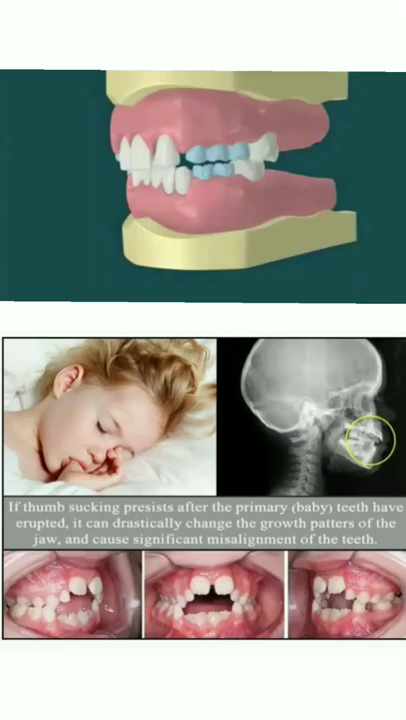 If thumb sucking presists after the primary (baby) teeth have
erupted, it can drastically change the growth patters of the
jaw, and cause significant misalignment of the teeth.